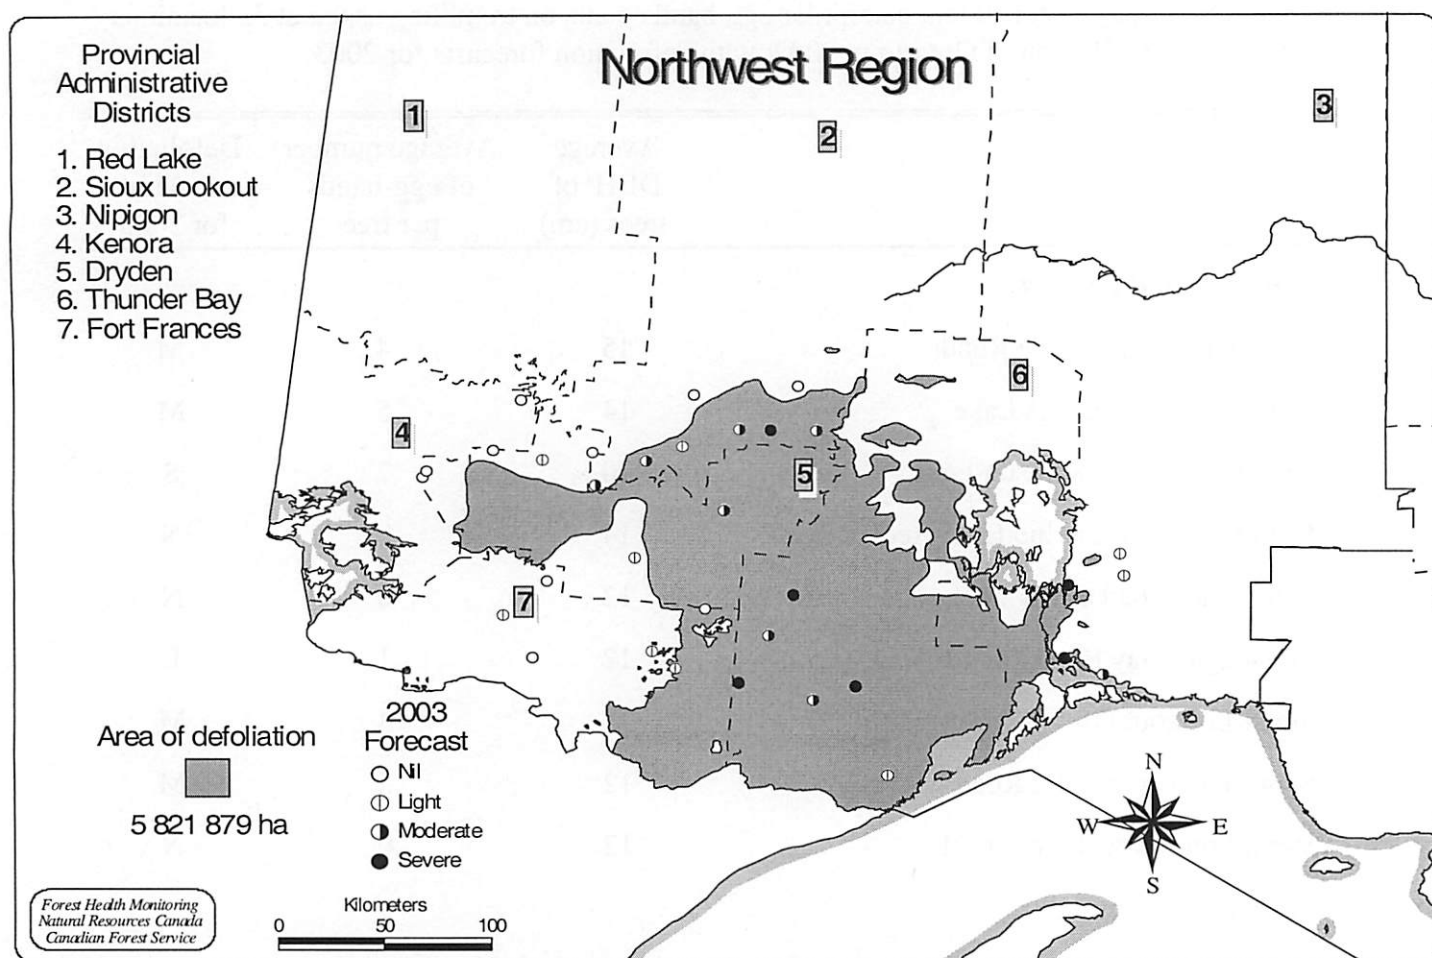 Northwest Region
Provincial
Administrative
Districts
1. Red Lake
2. Sioux Lookout
3. Nipigon
4. Kenora
5. Dryden
6. Thunder Bay
7. Fort Frances
1
2
3
4
5
6
7
Area of defoliation
5 821 879 ha
2003
Forecast
Nil
Light
Moderate
Severe
Kilometers
0 50 100
N
W E
S
Forest Health Monitoring
Natural Resources Canada
Canadian Forest Service